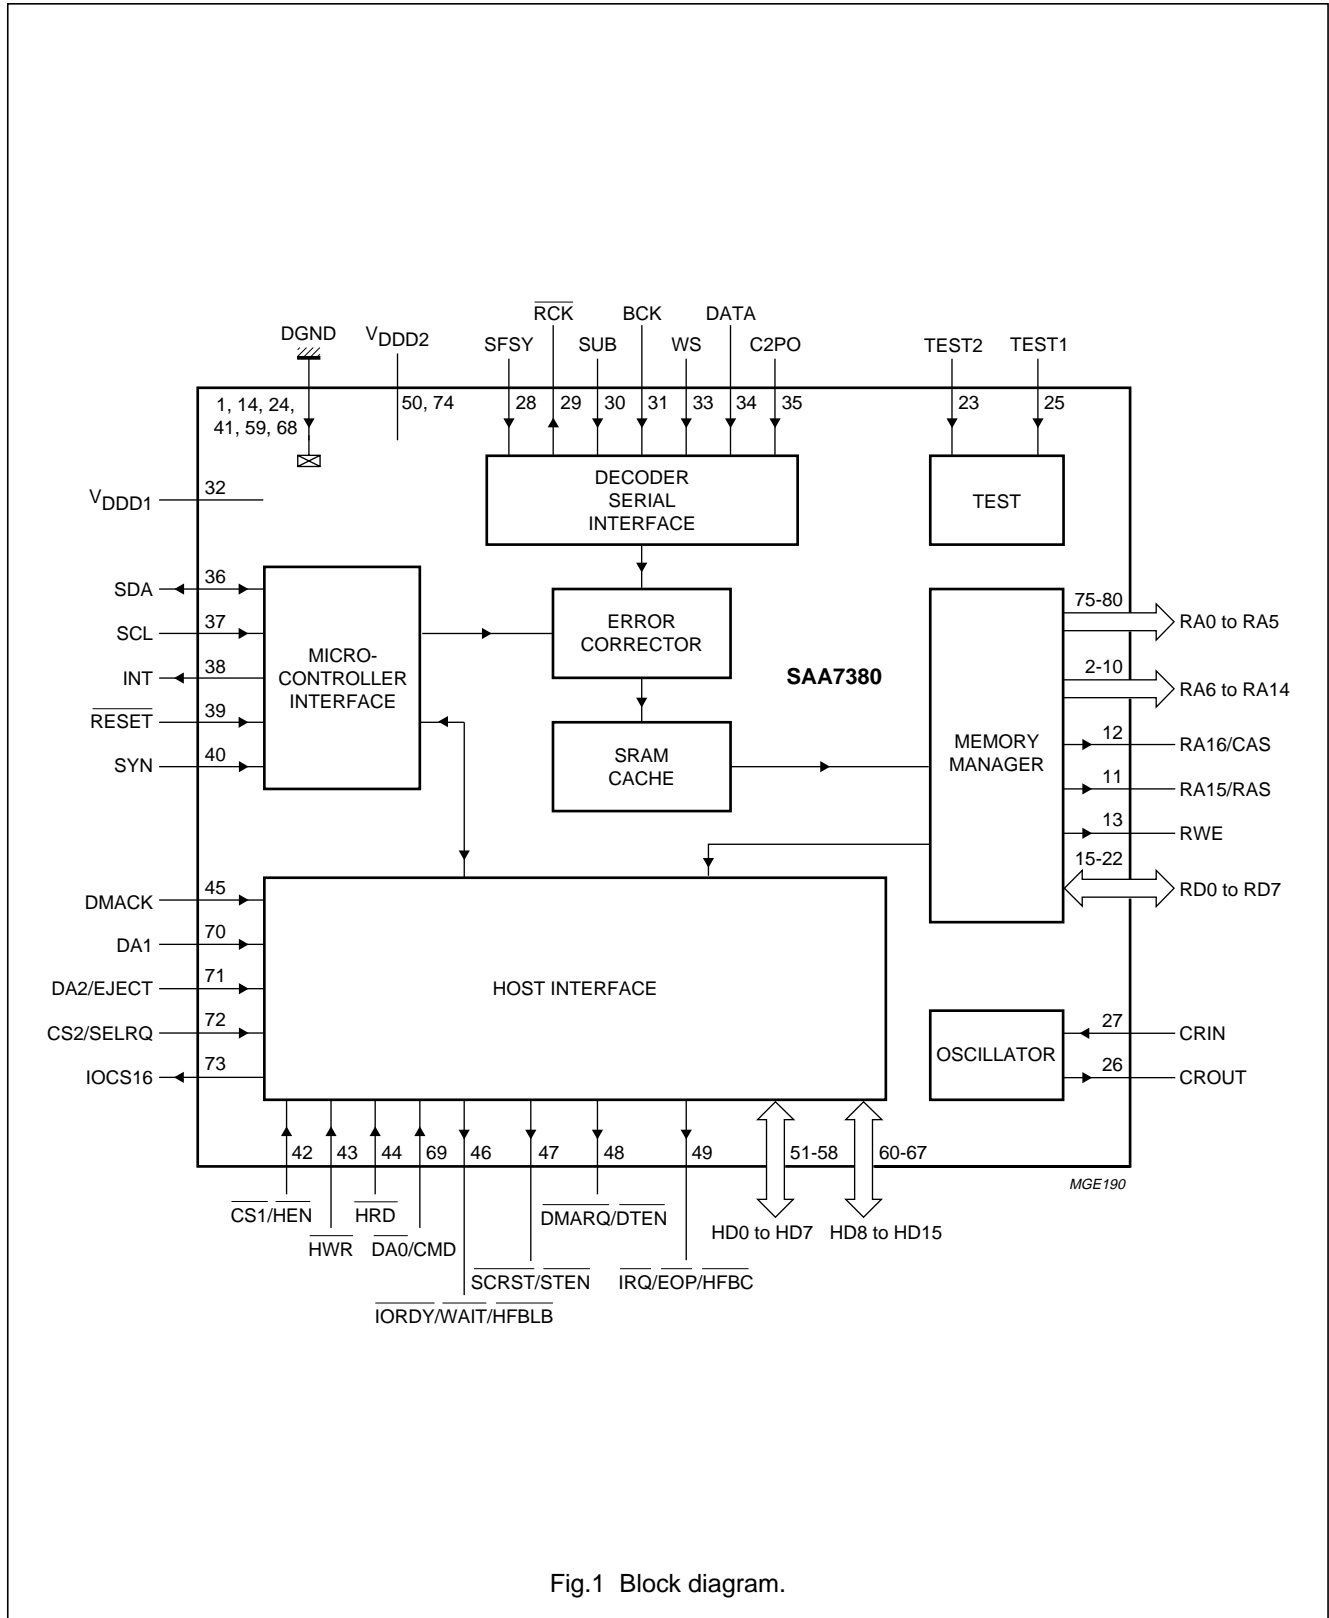 RCK BCK DATA
DGND VDDD2 SFSY SUB WS C2PO TEST2 TEST1
1, 14, 24,
41, 59, 68
50, 74 28 29 30 31 33 34 35 23 25
DECODER
SERIAL
INTERFACE
TEST
VDDD1 32
SDA 36
SCL 37
INT 38
RESET 39
SYN 40
MICRO-
CONTROLLER
INTERFACE
ERROR
CORRECTOR
SAA7380
SRAM
CACHE
MEMORY
MANAGER
75-80 RA0 to RA5
2-10 RA6 to RA14
12 RA16/CAS
11 RA15/RAS
13 RWE
15-22 RD0 to RD7
DMACK 45
DA1 70
DA2/EJECT 71
CS2/SELRQ 72
IOCS16 73
HOST INTERFACE
OSCILLATOR
27 CRIN
26 CROUT
42 43 44 69 46 47 48 49 51-58 60-67
MGE190
CS1/HEN HRD DMARQ/DTEN HD0 to HD7 HD8 to HD15
HWR DA0/CMD
SCRST/STEN IRQ/EOP/HFBC
IORDY/WAIT/HFBLB
Fig.1 Block diagram.